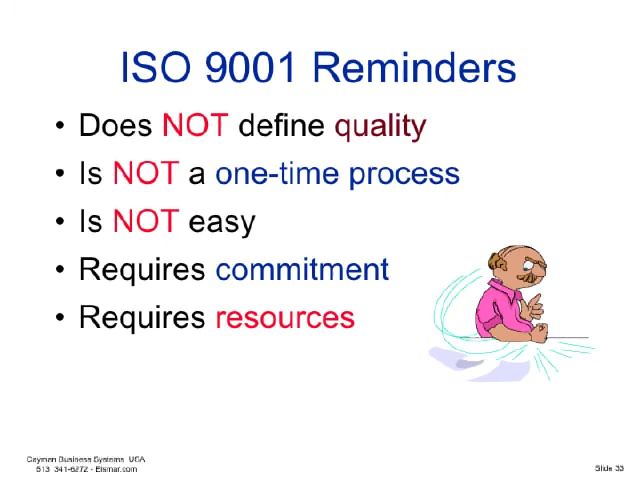 ISO 9001 Reminders
• Does NOT define quality
• Is NOT a one-time process
• Is NOT easy
• Requires commitment
• Requires resources
Cayman Business Systems USA
513 341-6272 - Elsmar.com
Slide 33